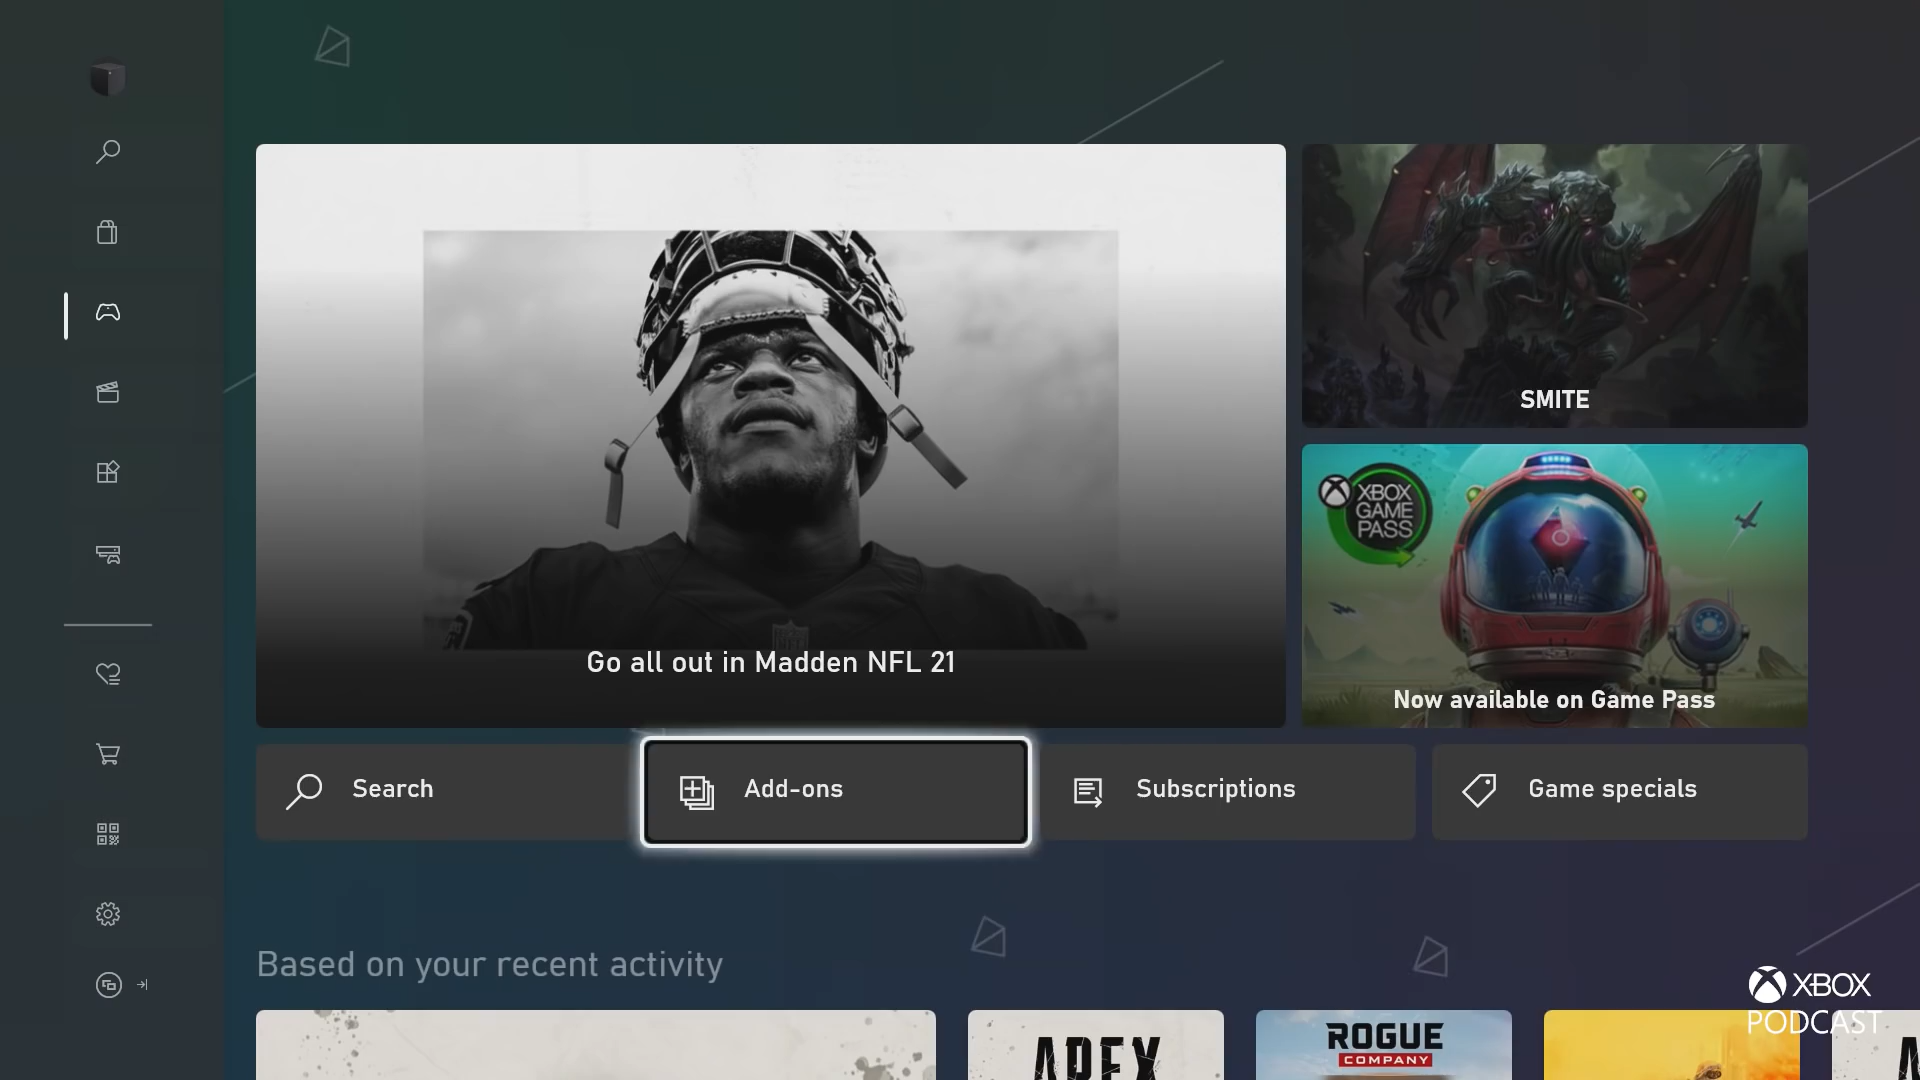 SMITE
XBOX
GAME
PASS
Go all out in Madden NFL 21
Now available on Game Pass
Search
Add-ons
Subscriptions
Game specials
Based on your recent activity
APEX
ROGUE
COMPANY
XBOX
PODCAST